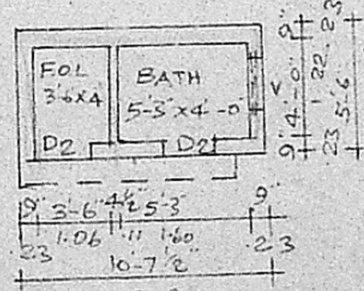 FOL
3'6"x4'
D2
BATH
5'-3"x4'-0"
D2
V
9" 3'-6" 4½" 5'-3" 9"
.23 1.06 .11 1.60 .23
10'-7½"
9" 4'-0" 9"
.23 1.22 .23
5'-6"